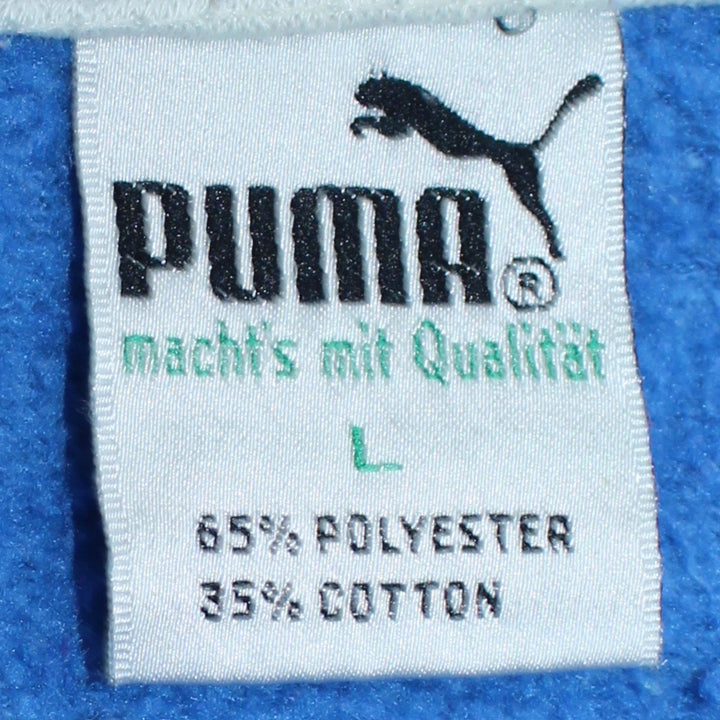 PUMA®
macht's mit Qualität
L
65% POLYESTER
35% COTTON